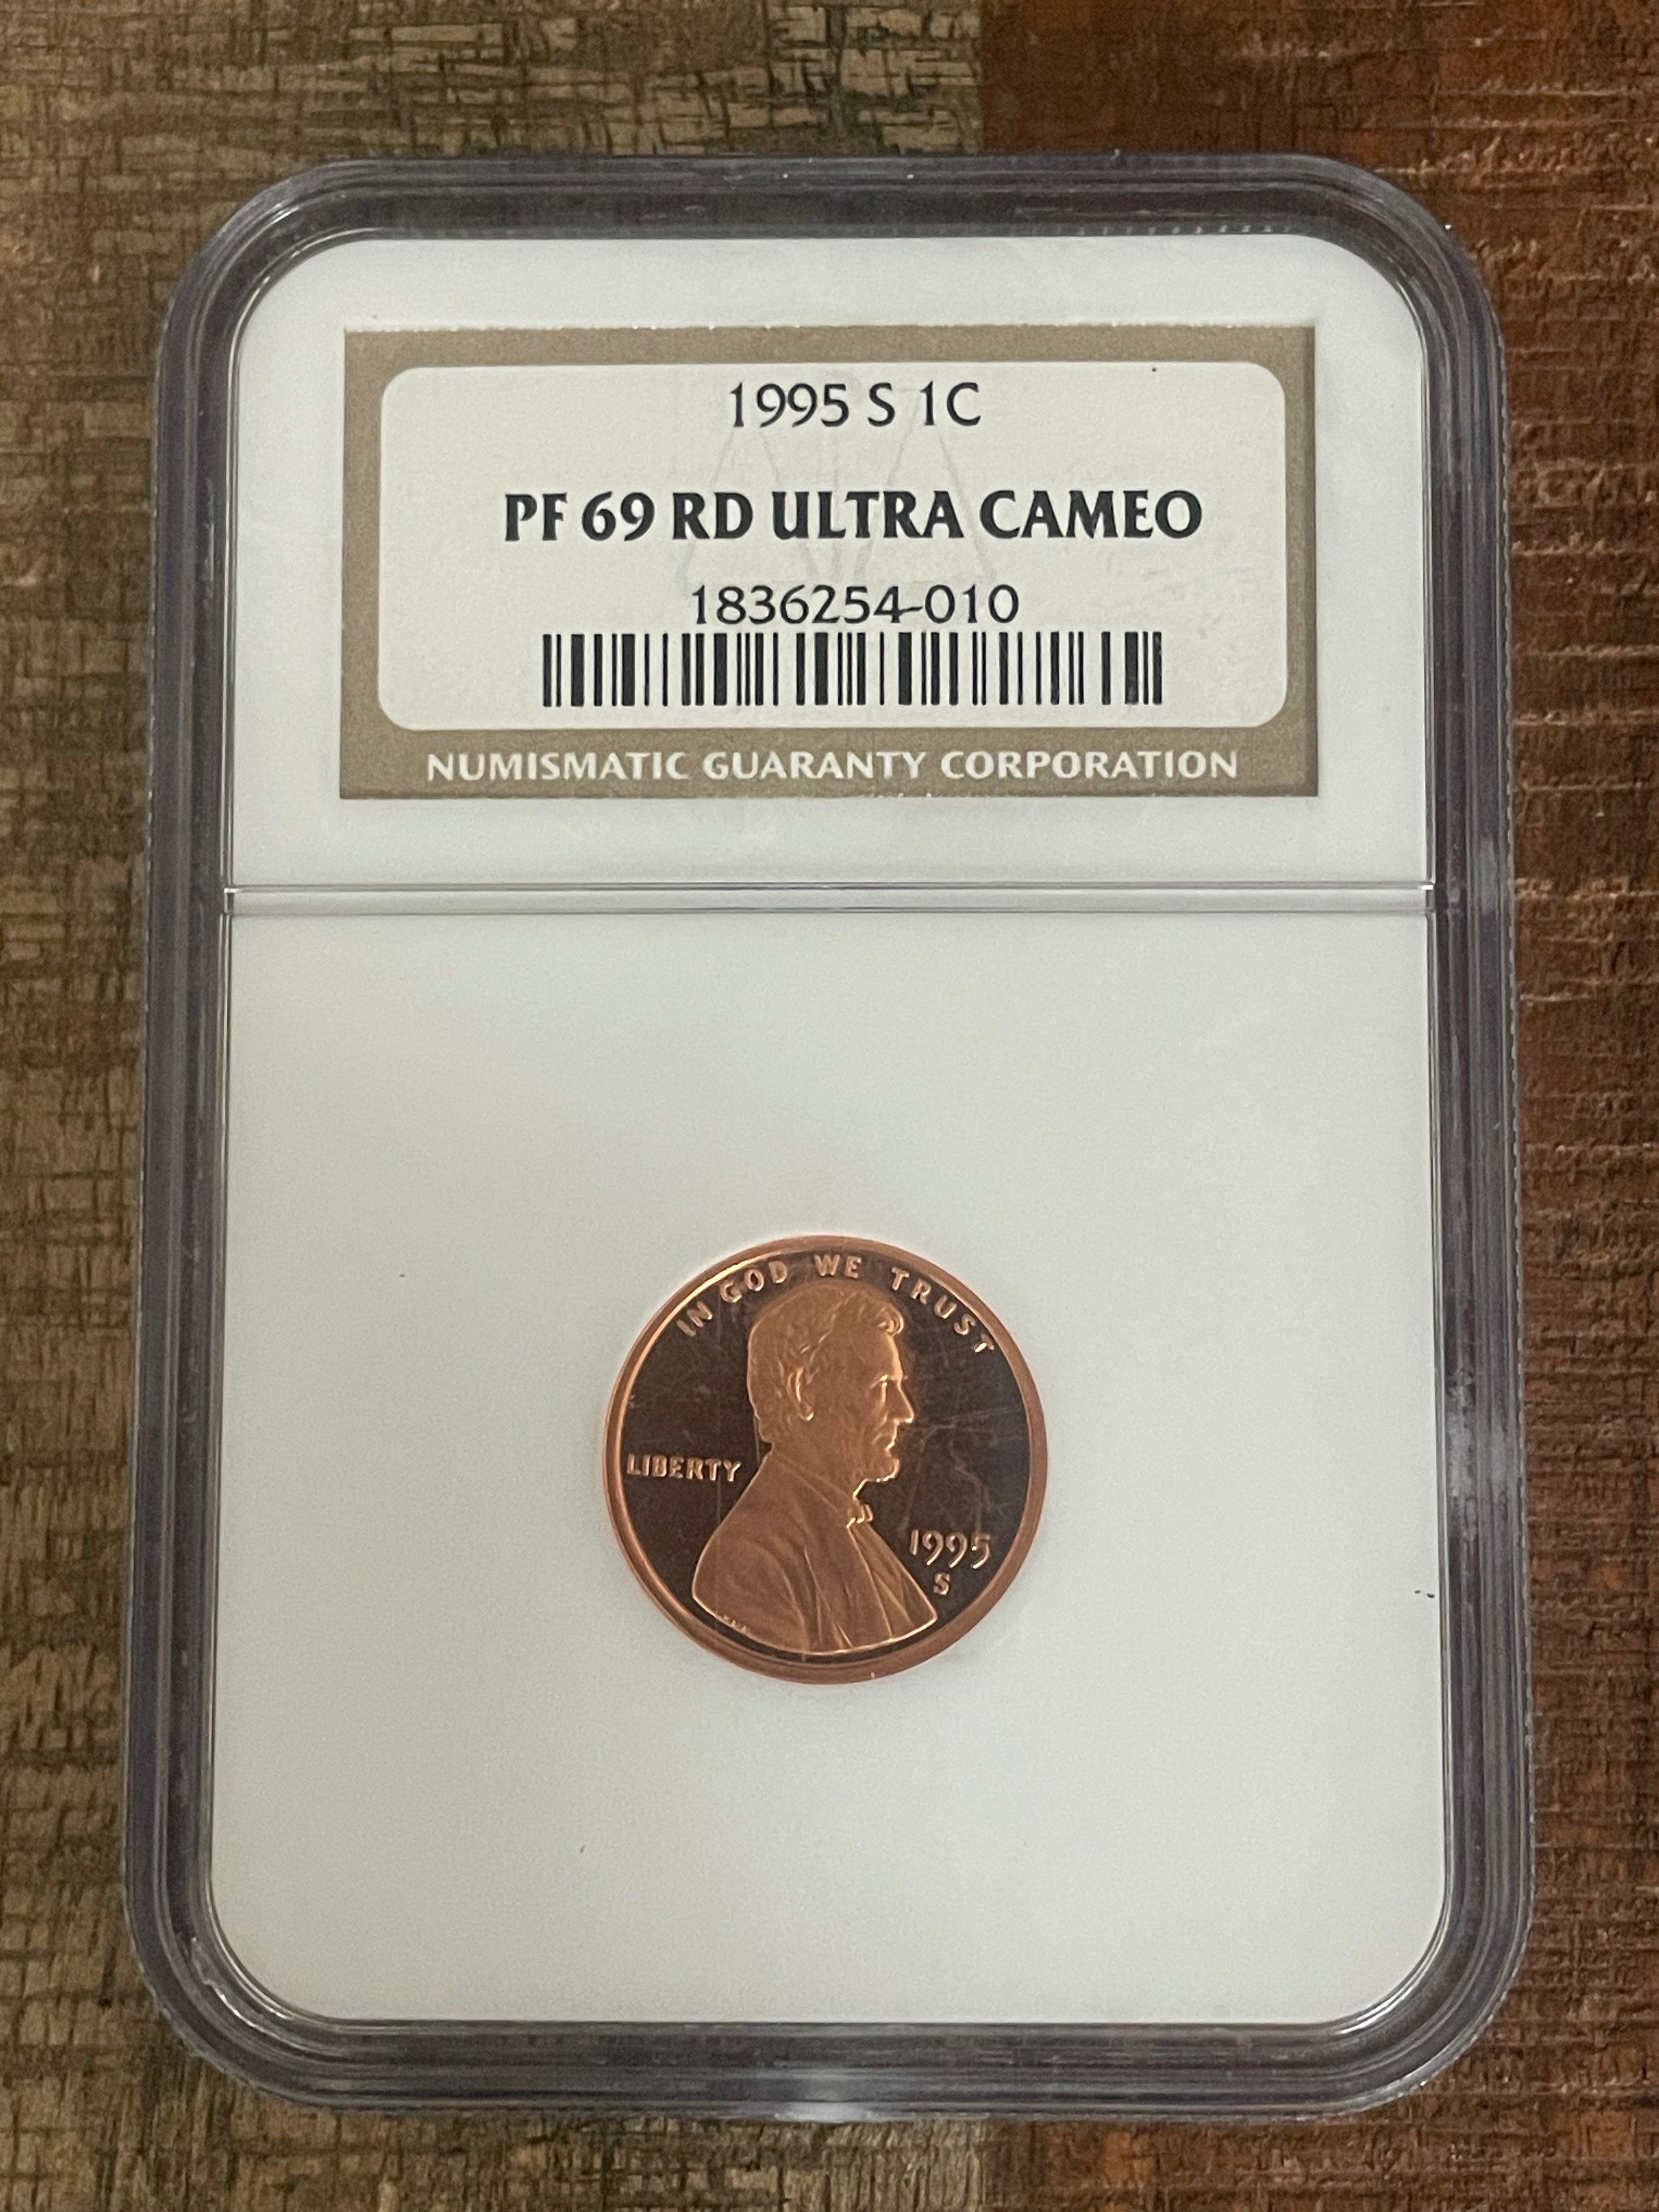 1995 S 1C
PF 69 RD ULTRA CAMEO
1836254-010
NUMISMATIC GUARANTY CORPORATION
IN GOD WE TRUST
LIBERTY
1995
S